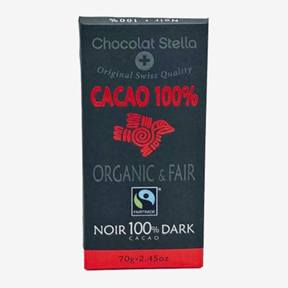 Chocolat Stella
Original Swiss Quality
CACAO 100%
ORGANIC & FAIR
FAIRTRADE
NOIR 100% DARK
CACAO
70g·2.45oz